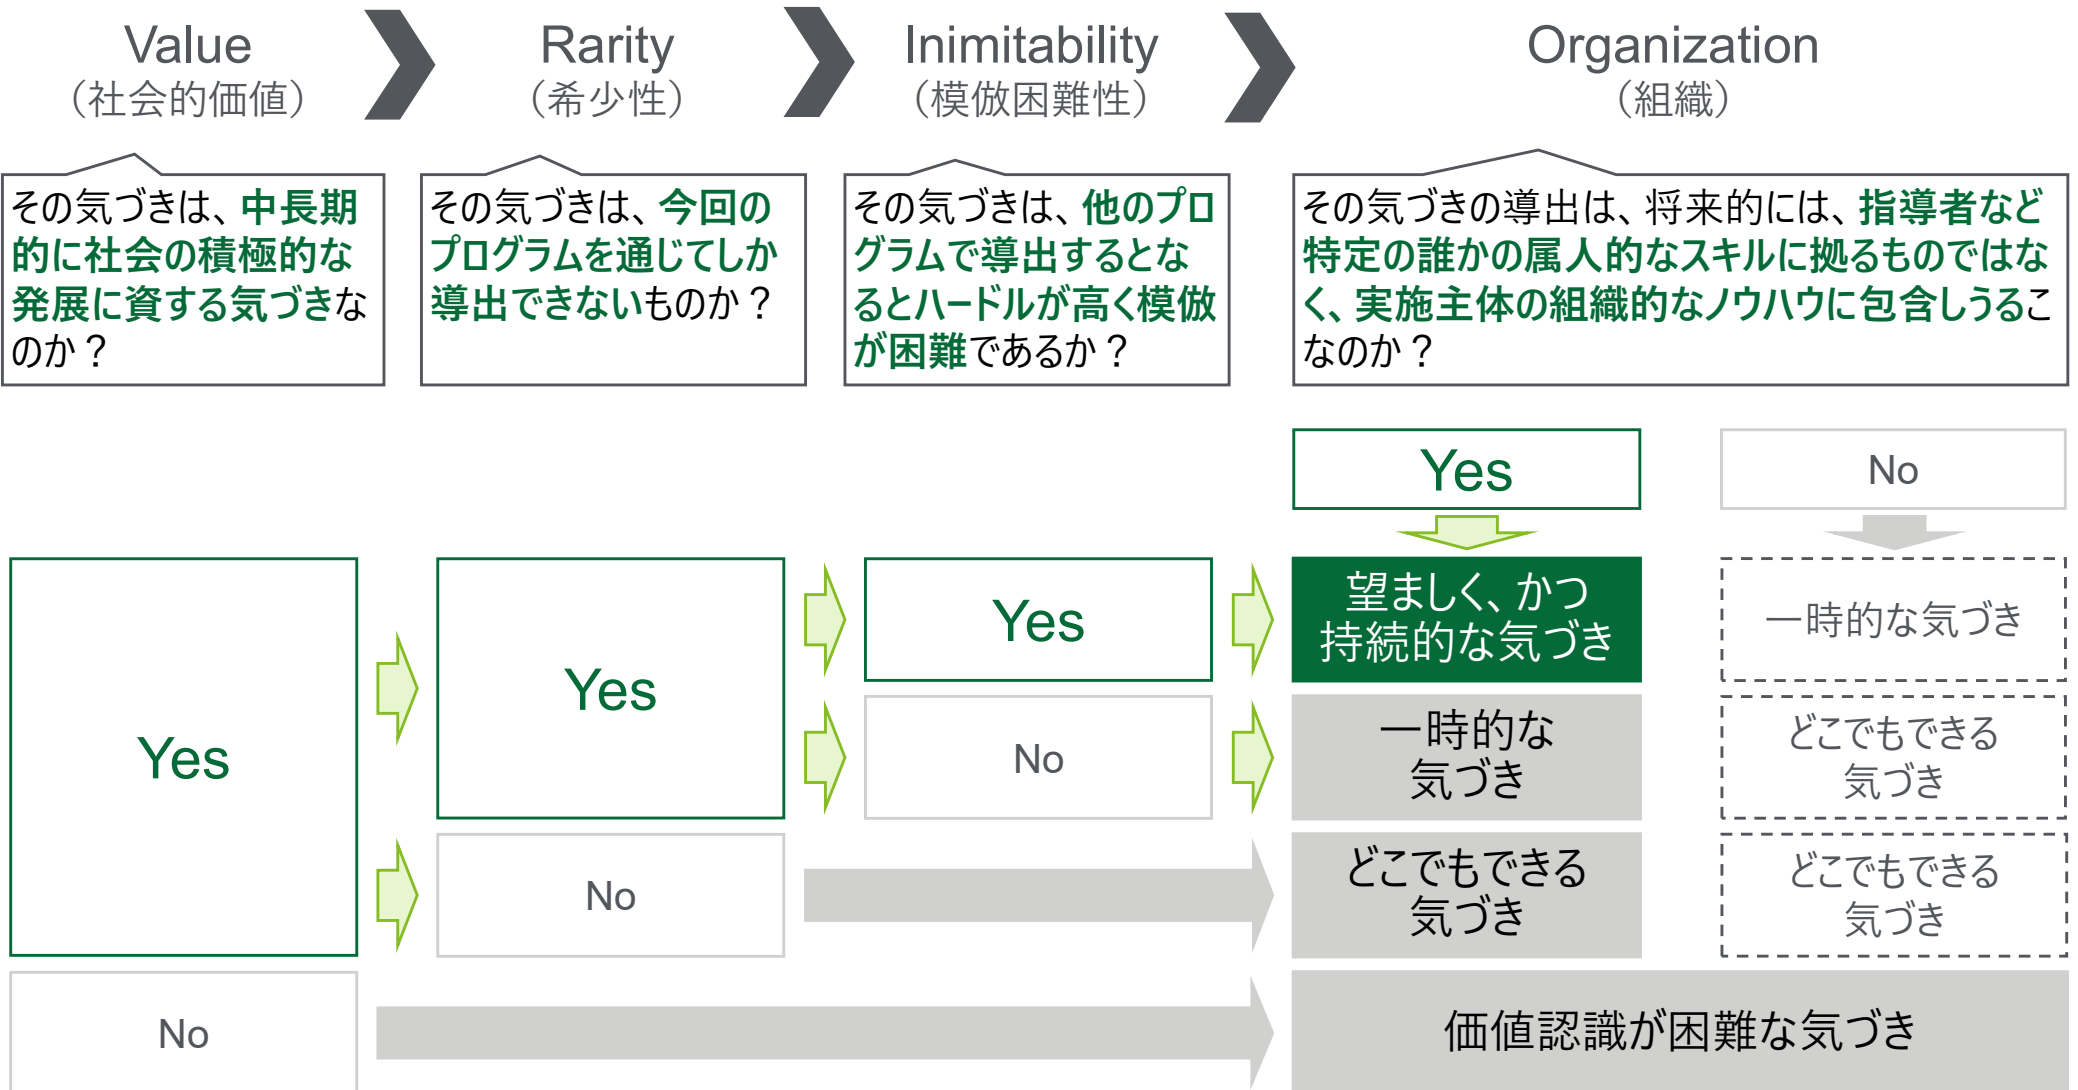 Value
（社会的価値）
Rarity
（希少性）
Inimitability
（模倣困難性）
Organization
（組織）
その気づきは、中長期
的に社会の積極的な
発展に資する気づきな
のか？
その気づきは、今回の
プログラムを通じてしか
導出できないものか？
その気づきは、他のプロ
グラムで導出するとな
るとハードルが高く模倣
が困難であるか？
その気づきの導出は、将来的には、指導者など
特定の誰かの属人的なスキルに拠るものではな
く、実施主体の組織的なノウハウに包含しうるこ
なのか？
Yes
No
Yes
Yes
Yes
望ましく、かつ
持続的な気づき
一時的な気づき
No
一時的な
気づき
どこでもできる
気づき
No
どこでもできる
気づき
どこでもできる
気づき
No
価値認識が困難な気づき